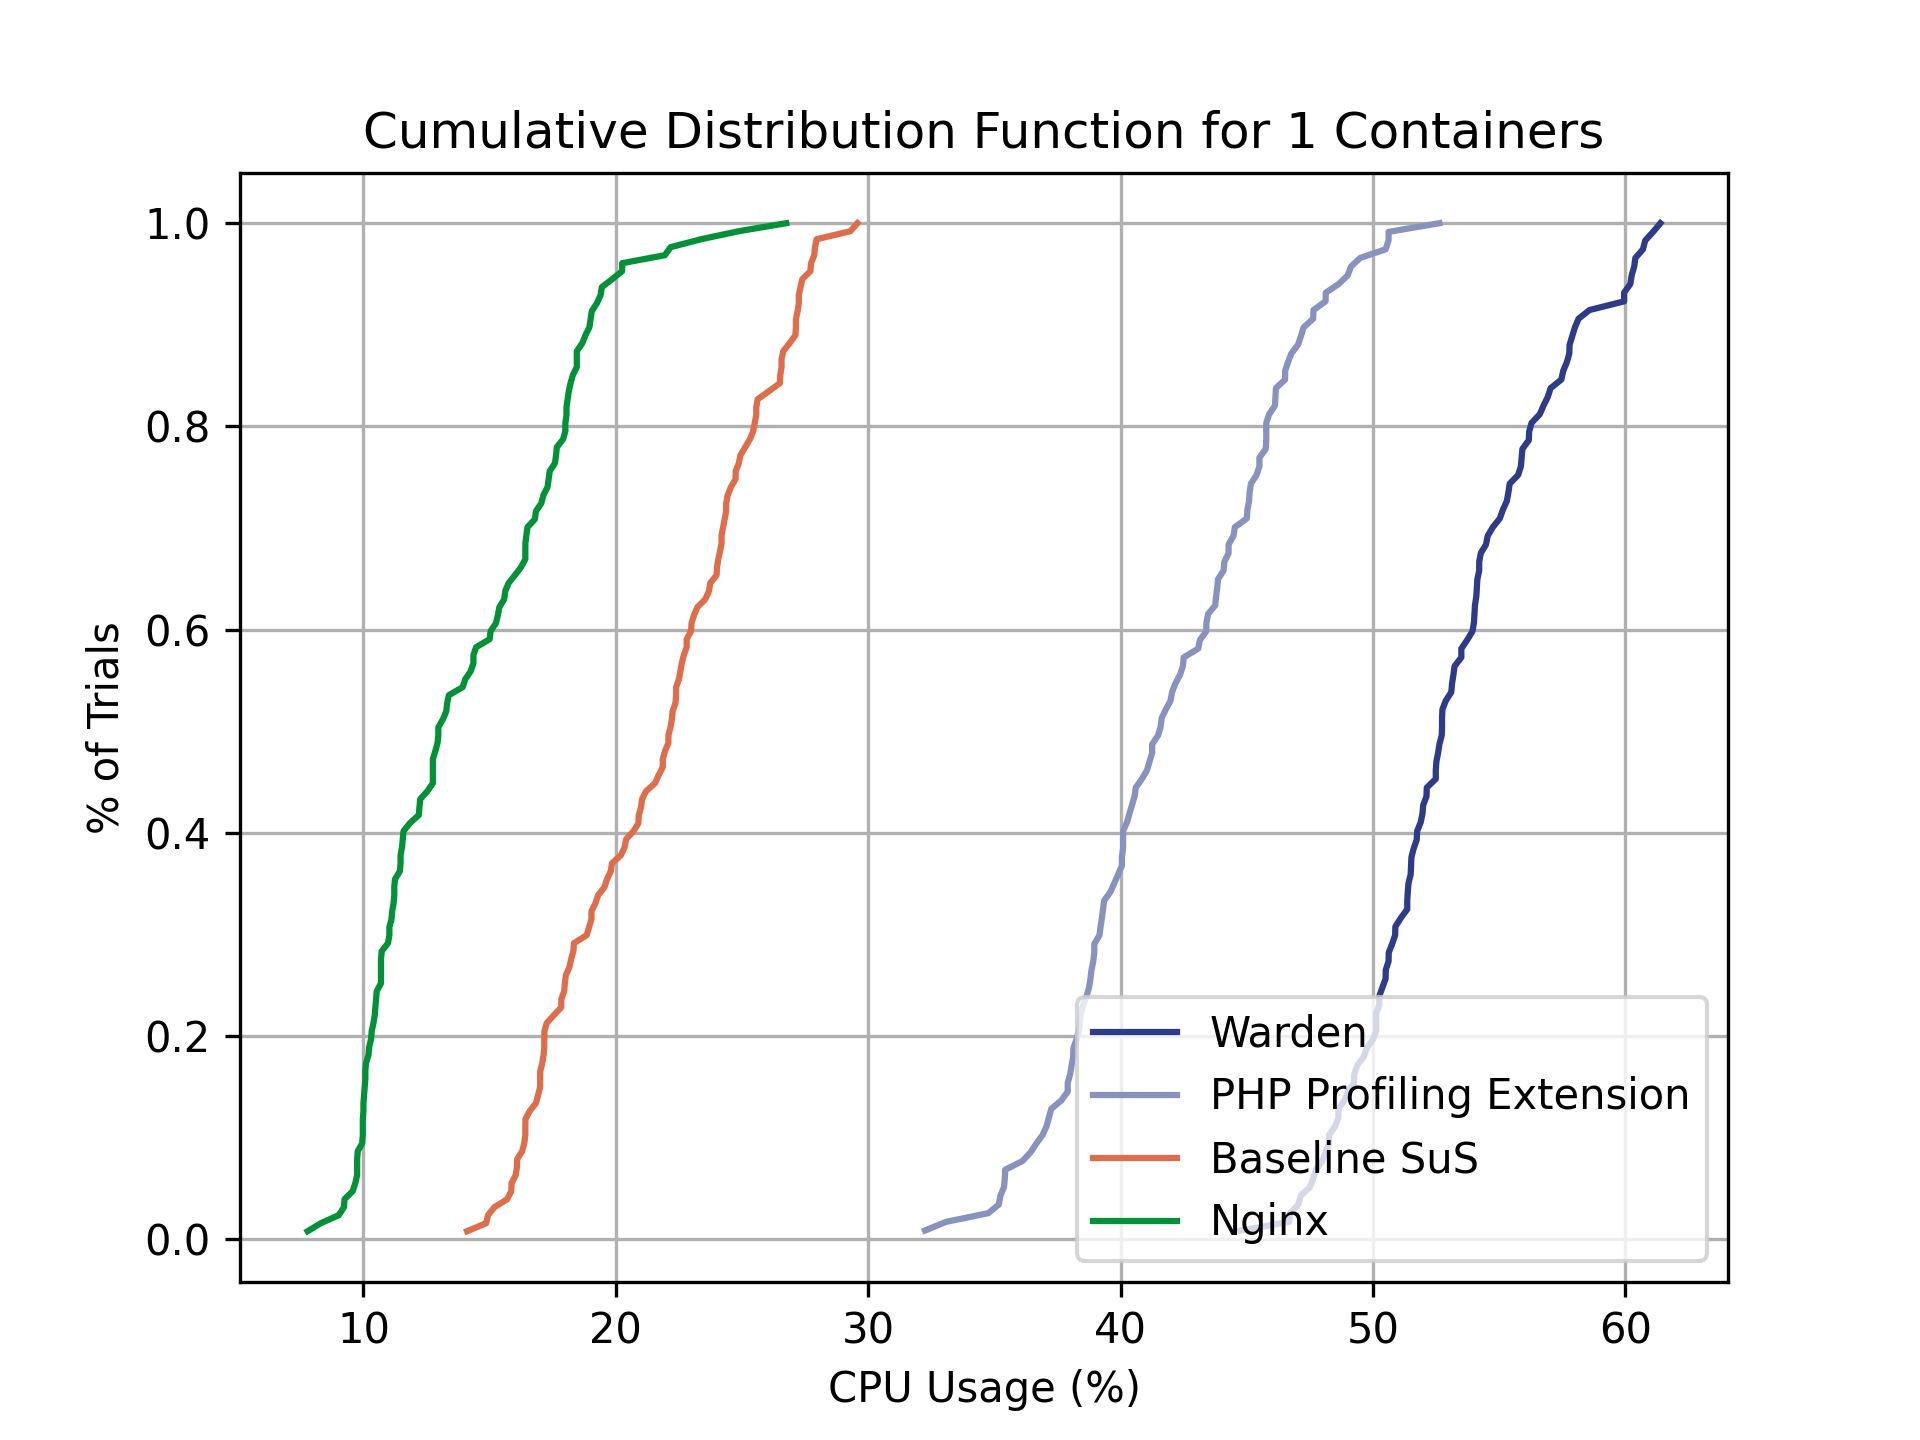 Cumulative Distribution Function for 1 Containers
1.0
0.8
0.6
0.4
0.2
0.0
% of Trials
Warden
PHP Profiling Extension
Baseline SuS
Nginx
10 20 30 40 50 60
CPU Usage (%)